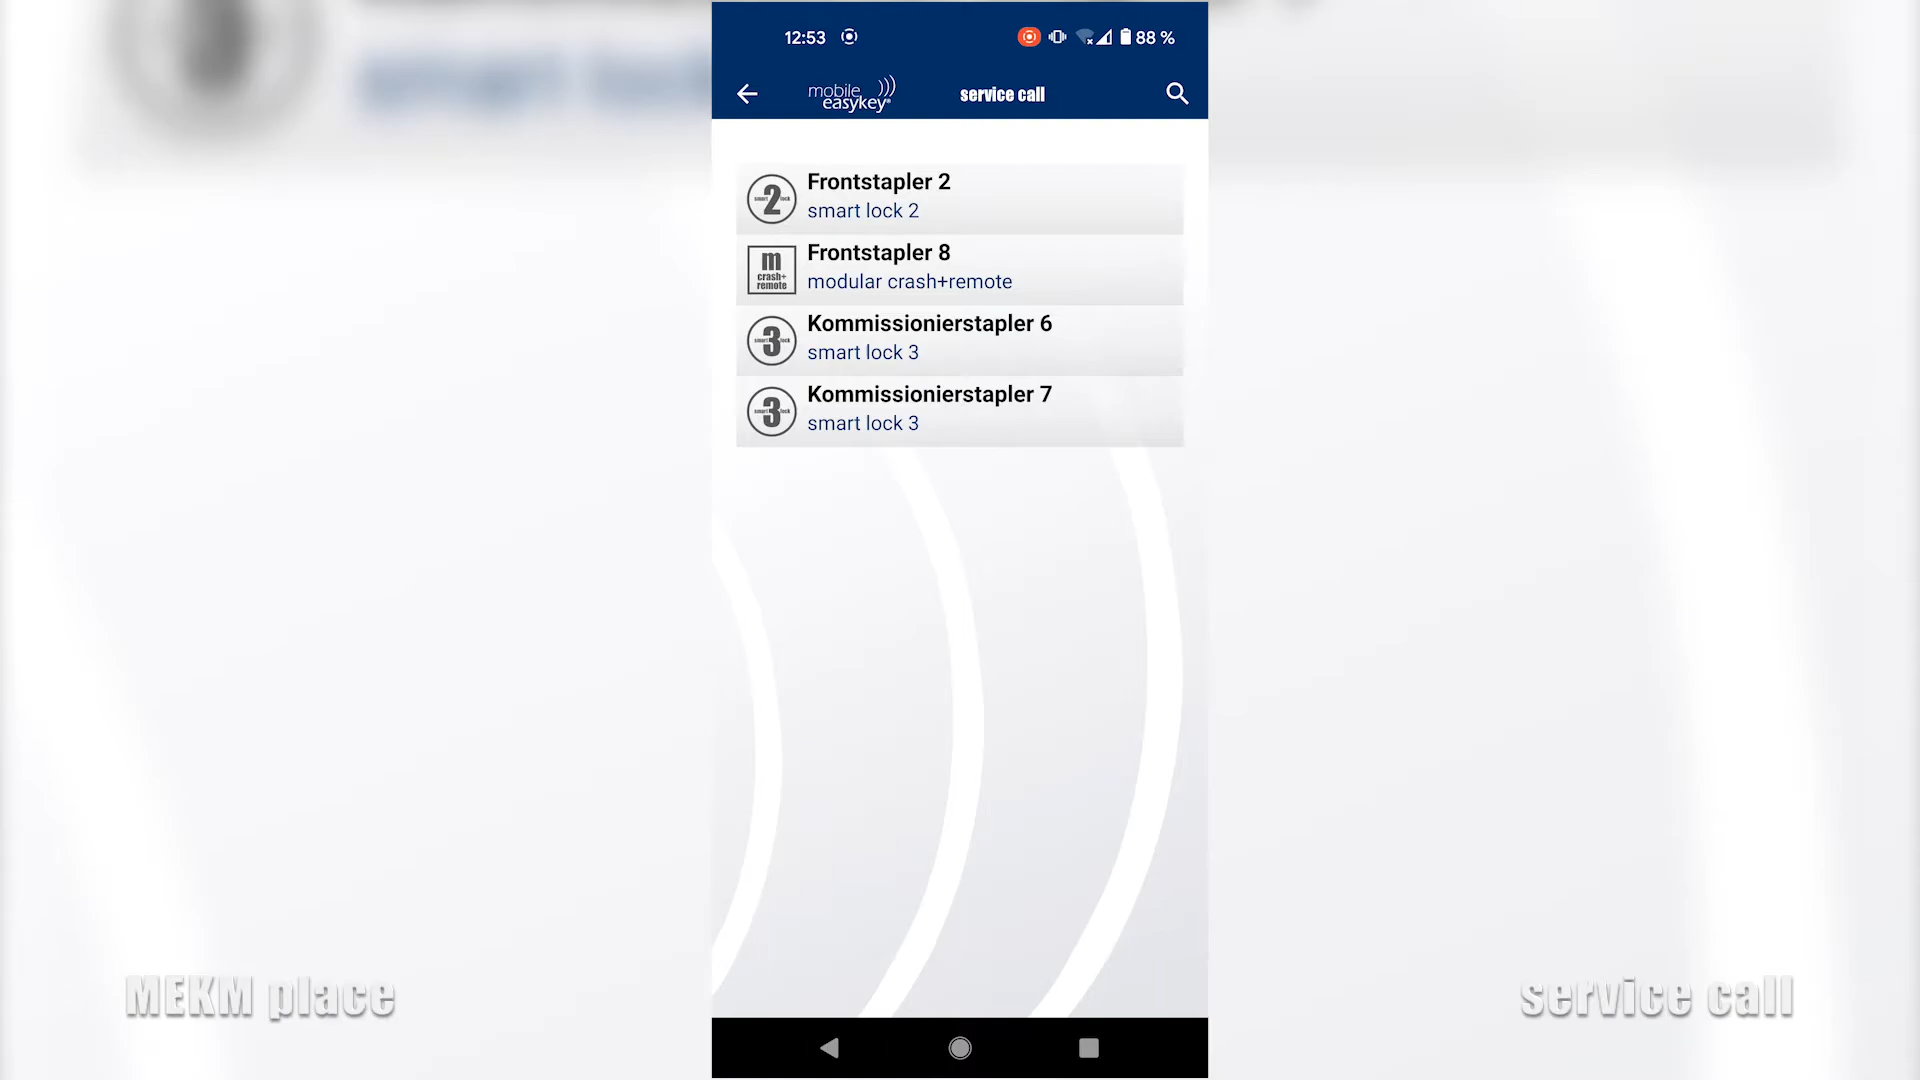 12:53
88 %
mobile easykey®
service call
Frontstapler 2
smart lock 2
2
Frontstapler 8
modular crash+remote
m
crash+
remote
Kommissionierstapler 6
smart lock 3
3
Kommissionierstapler 7
smart lock 3
3
MEKM place
service call